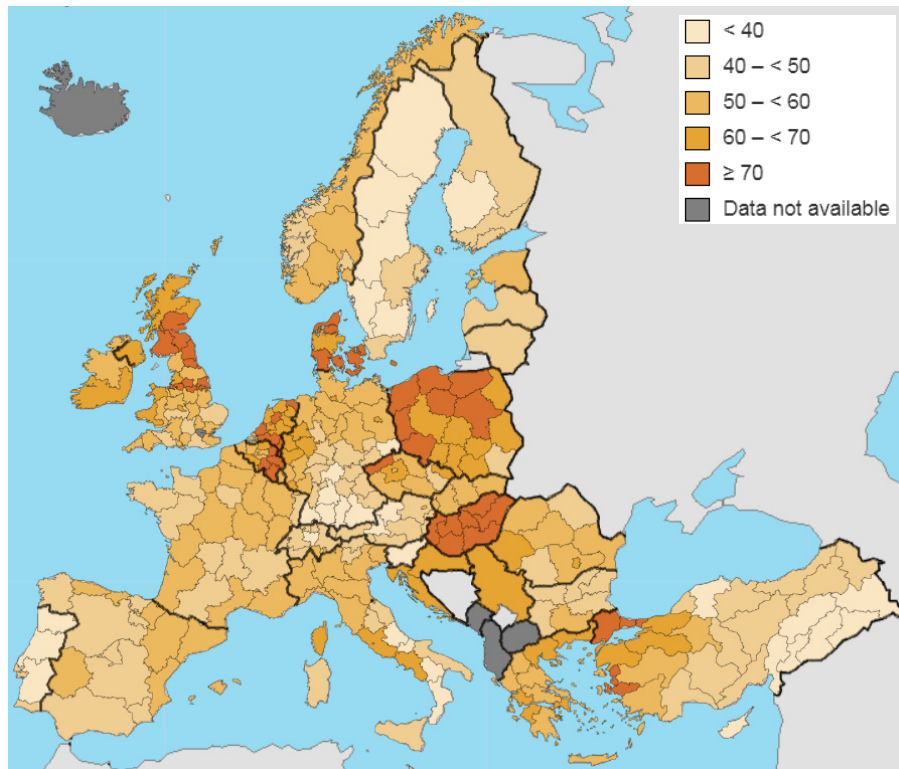 < 40
40 – < 50
50 – < 60
60 – < 70
≥ 70
Data not available